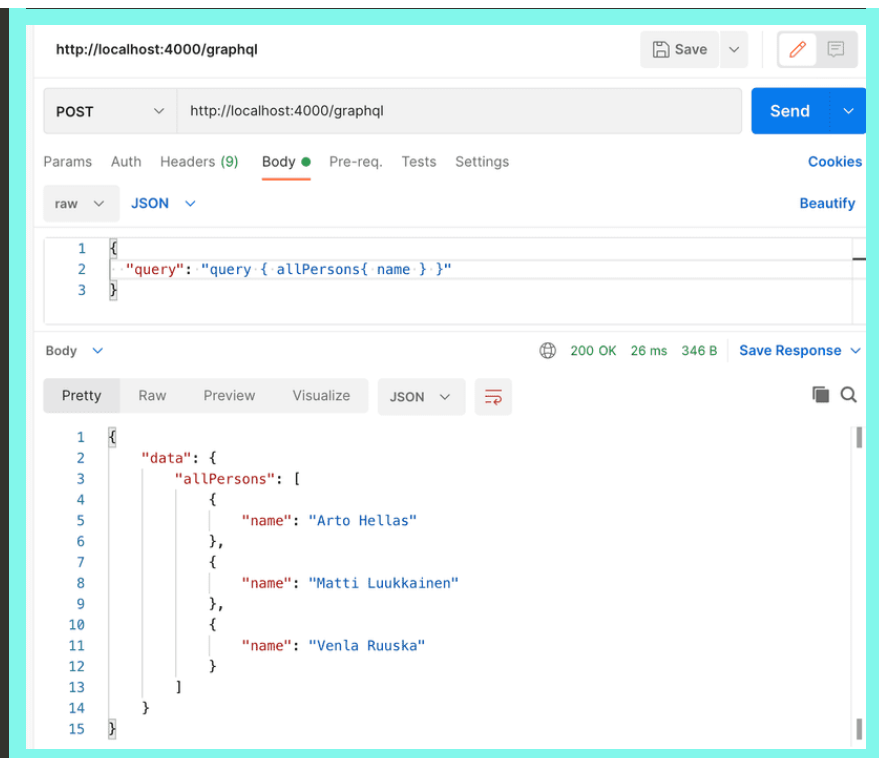 http://localhost:4000/graphql Save
POST http://localhost:4000/graphql Send
Params Auth Headers (9) Body Pre-req. Tests Settings Cookies
raw JSON Beautify
1 {
2 "query": "query { allPersons{ name } }"
3 }
Body 200 OK 26 ms 346 B Save Response
Pretty Raw Preview Visualize JSON
1 {
2 "data": {
3 "allPersons": [
4 {
5 "name": "Arto Hellas"
6 },
7 {
8 "name": "Matti Luukkainen"
9 },
10 {
11 "name": "Venla Ruuska"
12 }
13 ]
14 }
15 }